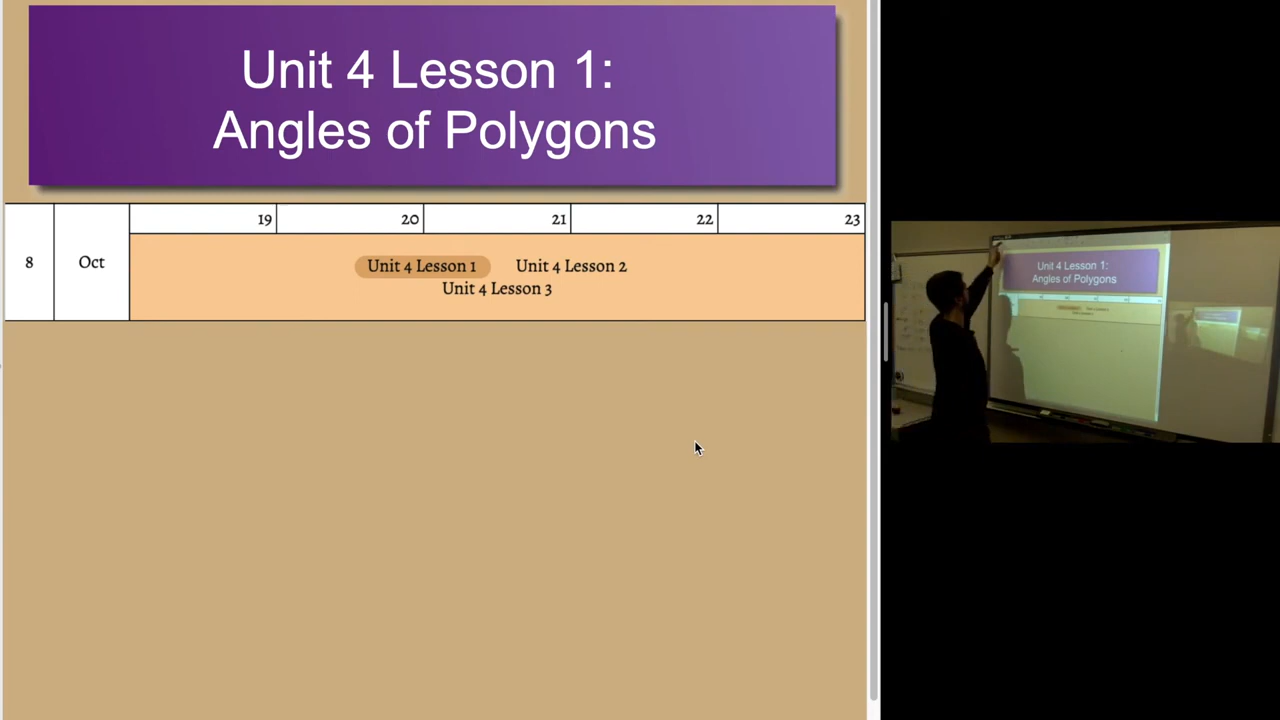 Unit 4 Lesson 1:
Angles of Polygons
19 20 21 22 23
8 Oct
Unit 4 Lesson 1 Unit 4 Lesson 2
Unit 4 Lesson 3
Unit 4 Lesson 1:
Angles of Polygons